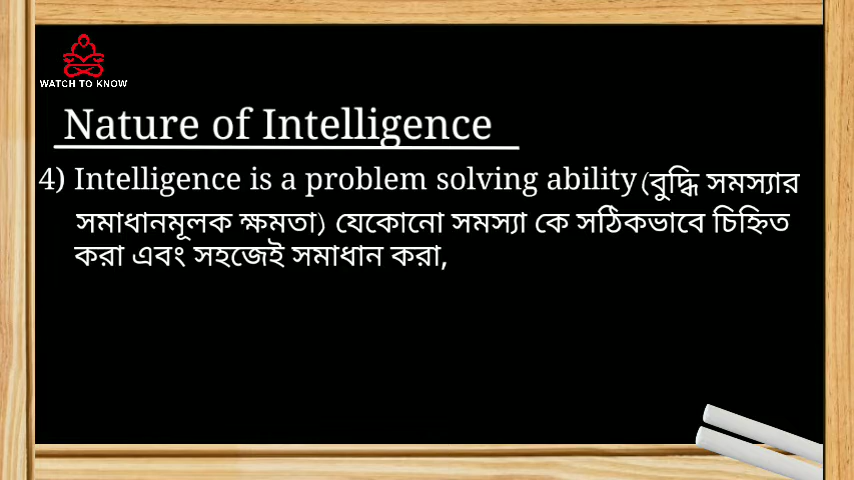 WATCH TO KNOW
Nature of Intelligence
4) Intelligence is a problem solving ability (বুদ্ধি সমস্যার
সমাধানমূলক ক্ষমতা) যেকোনো সমস্যা কে সঠিকভাবে চিহ্নিত
করা এবং সহজেই সমাধান করা,